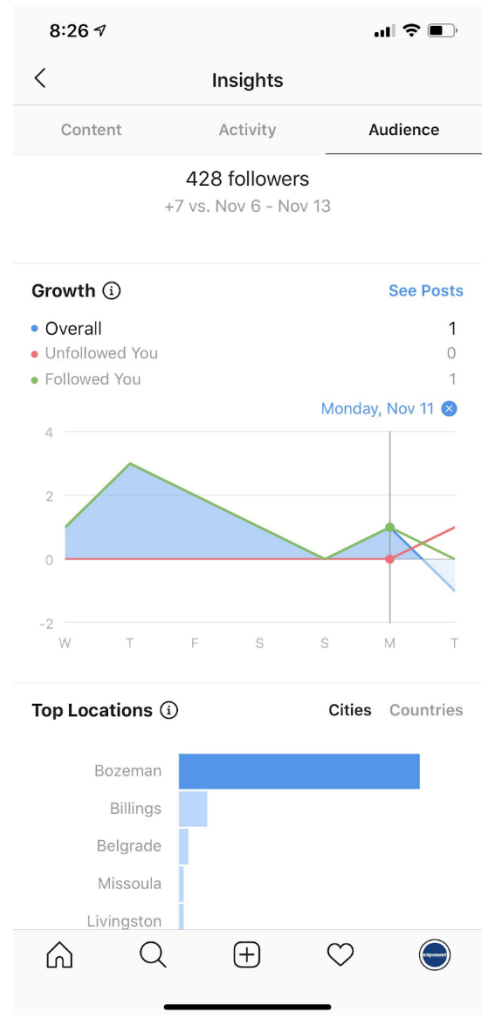 8:26
Insights
Content Activity Audience
428 followers
+7 vs. Nov 6 - Nov 13
Growth See Posts
Overall 1
Unfollowed You 0
Followed You 1
Monday, Nov 11
4
2
0
-2
W T F S S M T
Top Locations Cities Countries
Bozeman
Billings
Belgrade
Missoula
Livingston
exponent